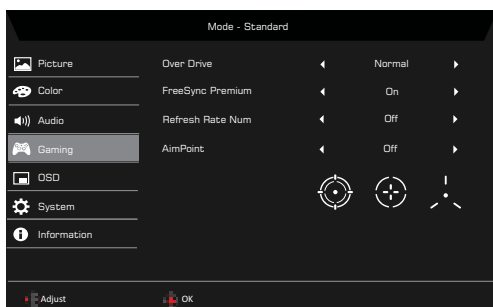 Mode - Standard
Picture
Over Drive Normal
Color
FreeSync Premium On
Audio
Refresh Rate Num Off
Gaming
AimPoint Off
OSD
System
Information
Adjust OK